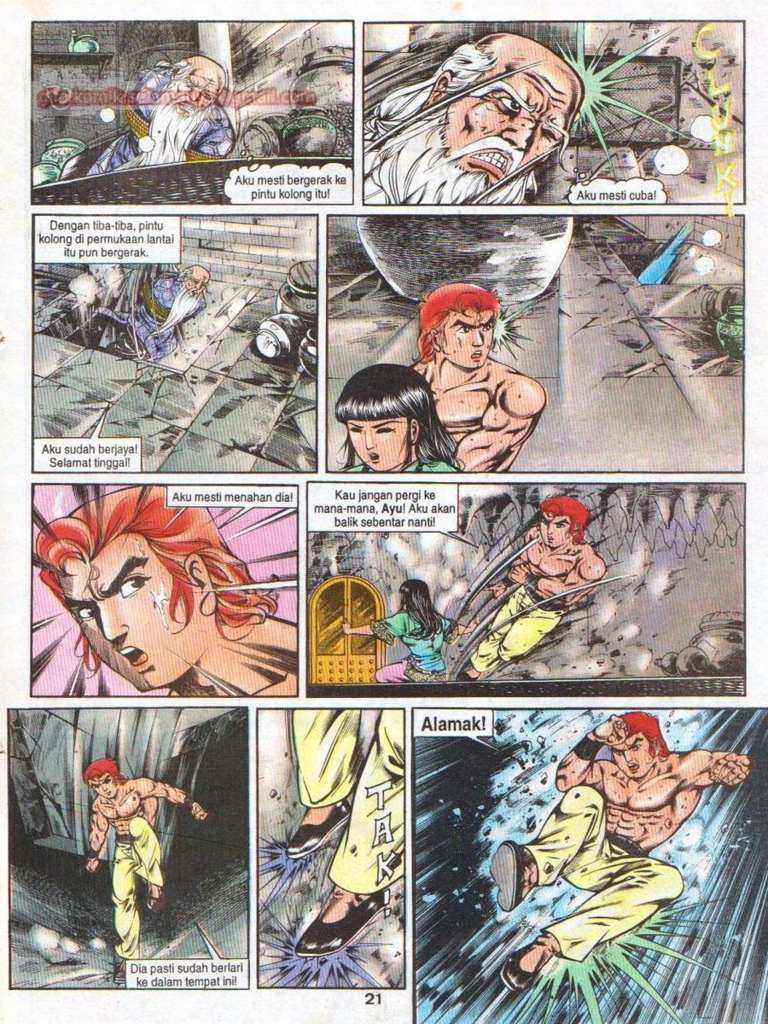 Aku mesti bergerak ke
pintu kolong itu!
Aku mesti cuba!
Dengan tiba-tiba, pintu
kolong di permukaan lantai
itu pun bergerak.
Aku sudah berjaya!
Selamat tinggal!
Aku mesti menahan dia!
Kau jangan pergi ke
mana-mana, Ayu! Aku akan
balik sebentar nanti!
Dia pasti sudah berlari
ke dalam tempat ini!
TAK!
Alamak!
21